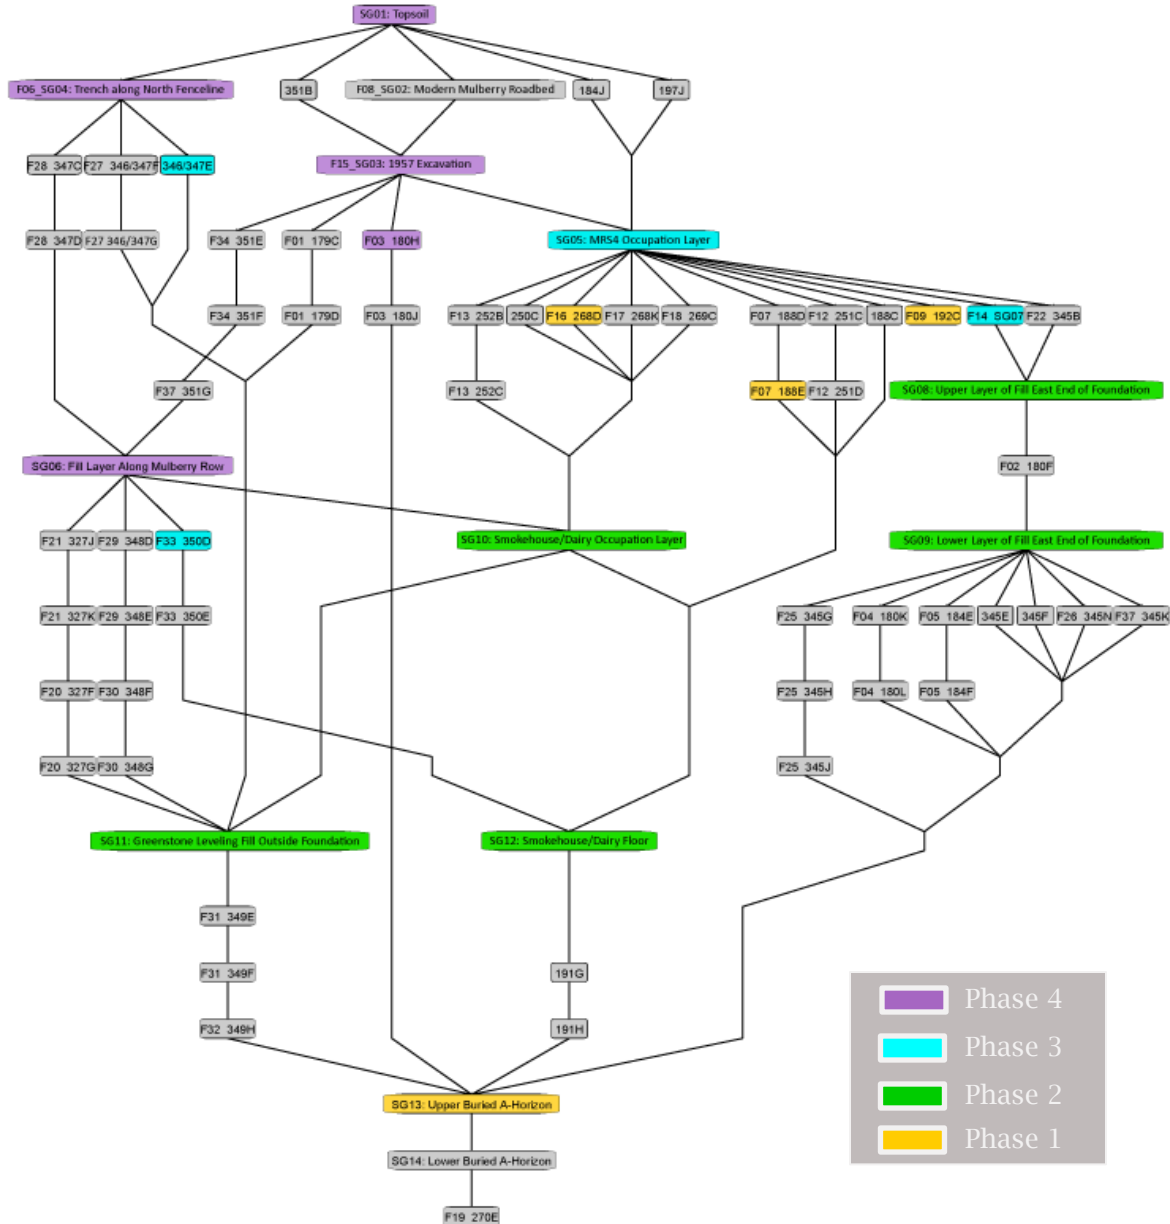 SG01: Topsoil
F06_SG04: Trench along North Fenceline
351B
F08_SG02: Modern Mulberry Roadbed
184J
197J
F28 347C
F27 346/347F
346/347E
F15_SG03: 1957 Excavation
F28 347D
F27 346/347G
F34 351E
F01 179C
F03 180H
SG05: MRS4 Occupation Layer
F34 351F
F01 179D
F03 180J
F13 252B
250C
F16 268D
F17 268K
F18 269C
F07 188D
F12 251C
188C
F09 192C
F14 SG07
F22 345B
F37 351G
F13 252C
F07 188E
F12 251D
SG08: Upper Layer of Fill East End of Foundation
SG06: Fill Layer Along Mulberry Row
F02 180F
F21 327J
F29 348D
F33 350D
SG10: Smokehouse/Dairy Occupation Layer
SG09: Lower Layer of Fill East End of Foundation
F21 327K
F29 348E
F33 350E
F25 345G
F04 180K
F05 184E
345E
345F
F26 345N
F37 345K
F20 327F
F30 348F
F25 345H
F04 180L
F05 184F
F20 327G
F30 348G
F25 345J
SG11: Greenstone Leveling Fill Outside Foundation
SG12: Smokehouse/Dairy Floor
F31 349E
F31 349F
191G
F32 349H
191H
SG13: Upper Buried A-Horizon
SG14: Lower Buried A-Horizon
F19 270E
Phase 4
Phase 3
Phase 2
Phase 1